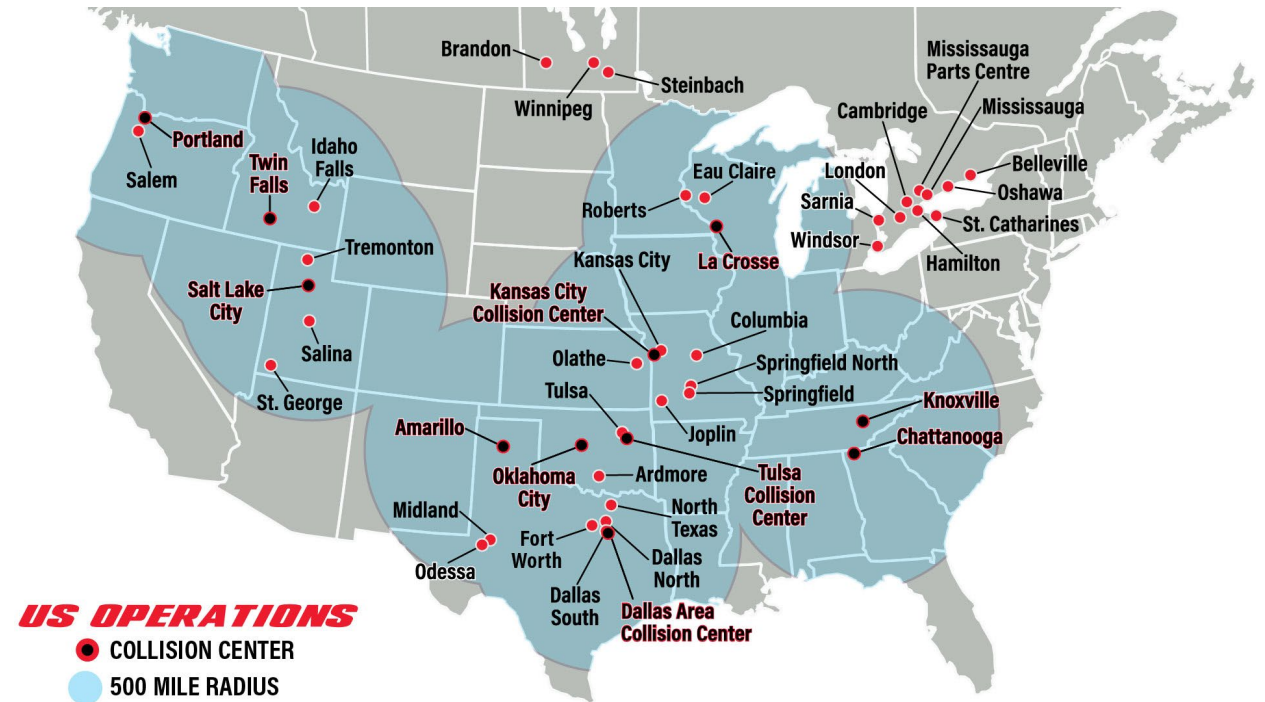 Brandon
Winnipeg
Steinbach
Mississauga
Parts Centre
Cambridge
Mississauga
London
Belleville
Oshawa
Sarnia
St. Catharines
Windsor
Hamilton
Portland
Salem
Twin
Falls
Idaho
Falls
Eau Claire
Roberts
La Crosse
Tremonton
Salt Lake
City
Salina
St. George
Kansas City
Kansas City
Collision Center
Columbia
Olathe
Springfield North
Springfield
Tulsa
Joplin
Amarillo
Oklahoma
City
Ardmore
Tulsa
Collision
Center
Knoxville
Chattanooga
Midland
Odessa
Fort
Worth
North
Texas
Dallas
North
Dallas
South
Dallas Area
Collision Center
US OPERATIONS
COLLISION CENTER
500 MILE RADIUS